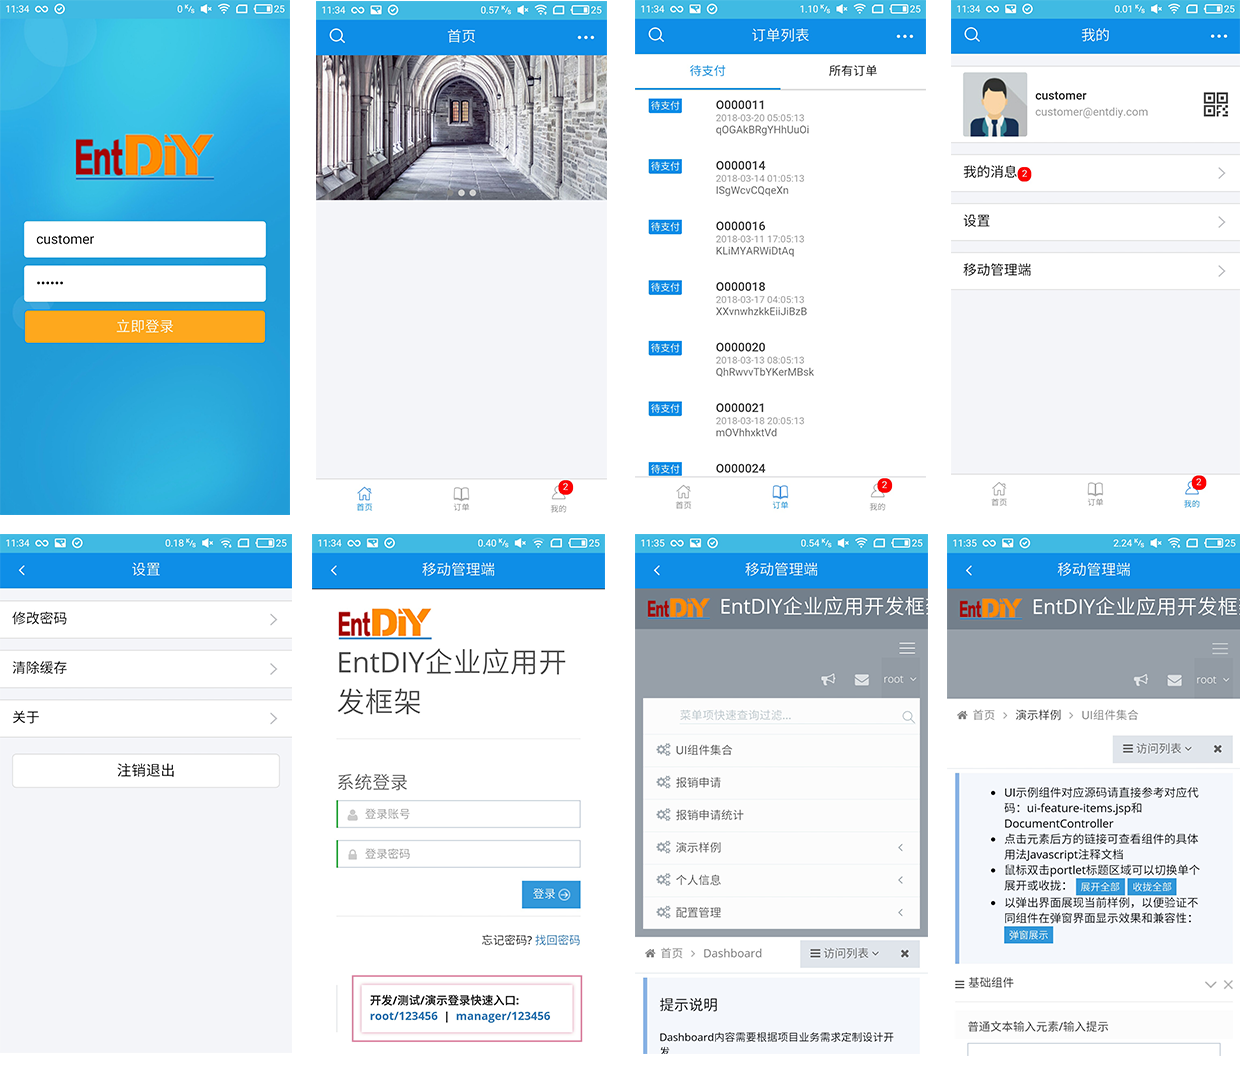 11:34
0 K/s
25
EntDiY
customer
••••••
立即登录
11:34
0.57 K/s
25
首页
首页
订单
2
我的
11:34
1.10 K/s
25
订单列表
待支付
所有订单
待支付
O000011
2018-03-20 05:05:13
qOGAkBRgYHhUuOi
待支付
O000014
2018-03-14 01:05:13
ISgWcvCQqeXn
待支付
O000016
2018-03-11 17:05:13
KLiMYARWiDtAq
待支付
O000018
2018-03-17 04:05:13
XXvnwhzkkEiiJiBzB
待支付
O000020
2018-03-13 08:05:13
QhRwvvTbYKerMBsk
待支付
O000021
2018-03-18 20:05:13
mOVhhxktVd
待支付
O000024
首页
订单
2
我的
11:34
0.01 K/s
25
我的
customer
customer@entdiy.com
我的消息 2
设置
移动管理端
首页
订单
2
我的
11:34
0.18 K/s
25
设置
修改密码
清除缓存
关于
注销退出
11:34
0.40 K/s
25
移动管理端
EntDiY
EntDIY企业应用开
发框架
系统登录
登录账号
登录密码
登录
忘记密码? 找回密码
开发/测试/演示登录快速入口:
root/123456 | manager/123456
11:35
0.54 K/s
25
移动管理端
EntDiY EntDIY企业应用开发框
root
菜单项快速查询过滤...
UI组件集合
报销申请
报销申请统计
演示样例
个人信息
配置管理
首页 > Dashboard
访问列表
提示说明
Dashboard内容需要根据项目业务需求定制设计开
发
11:35
2.24 K/s
25
移动管理端
EntDiY EntDIY企业应用开发框
root
首页 > 演示样例 > UI组件集合
访问列表
• UI示例组件对应源码请直接参考对应代
码：ui-feature-items.jsp和
DocumentController
• 点击元素后方的链接可查看组件的具体
用法Javascript注释文档
• 鼠标双击portlet标题区域可以切换单个
展开或收拢： 展开全部 收拢全部
• 以弹出界面展现当前样例，以便验证不
同组件在弹窗界面显示效果和兼容性：
弹窗展示
基础组件
普通文本输入元素/输入提示